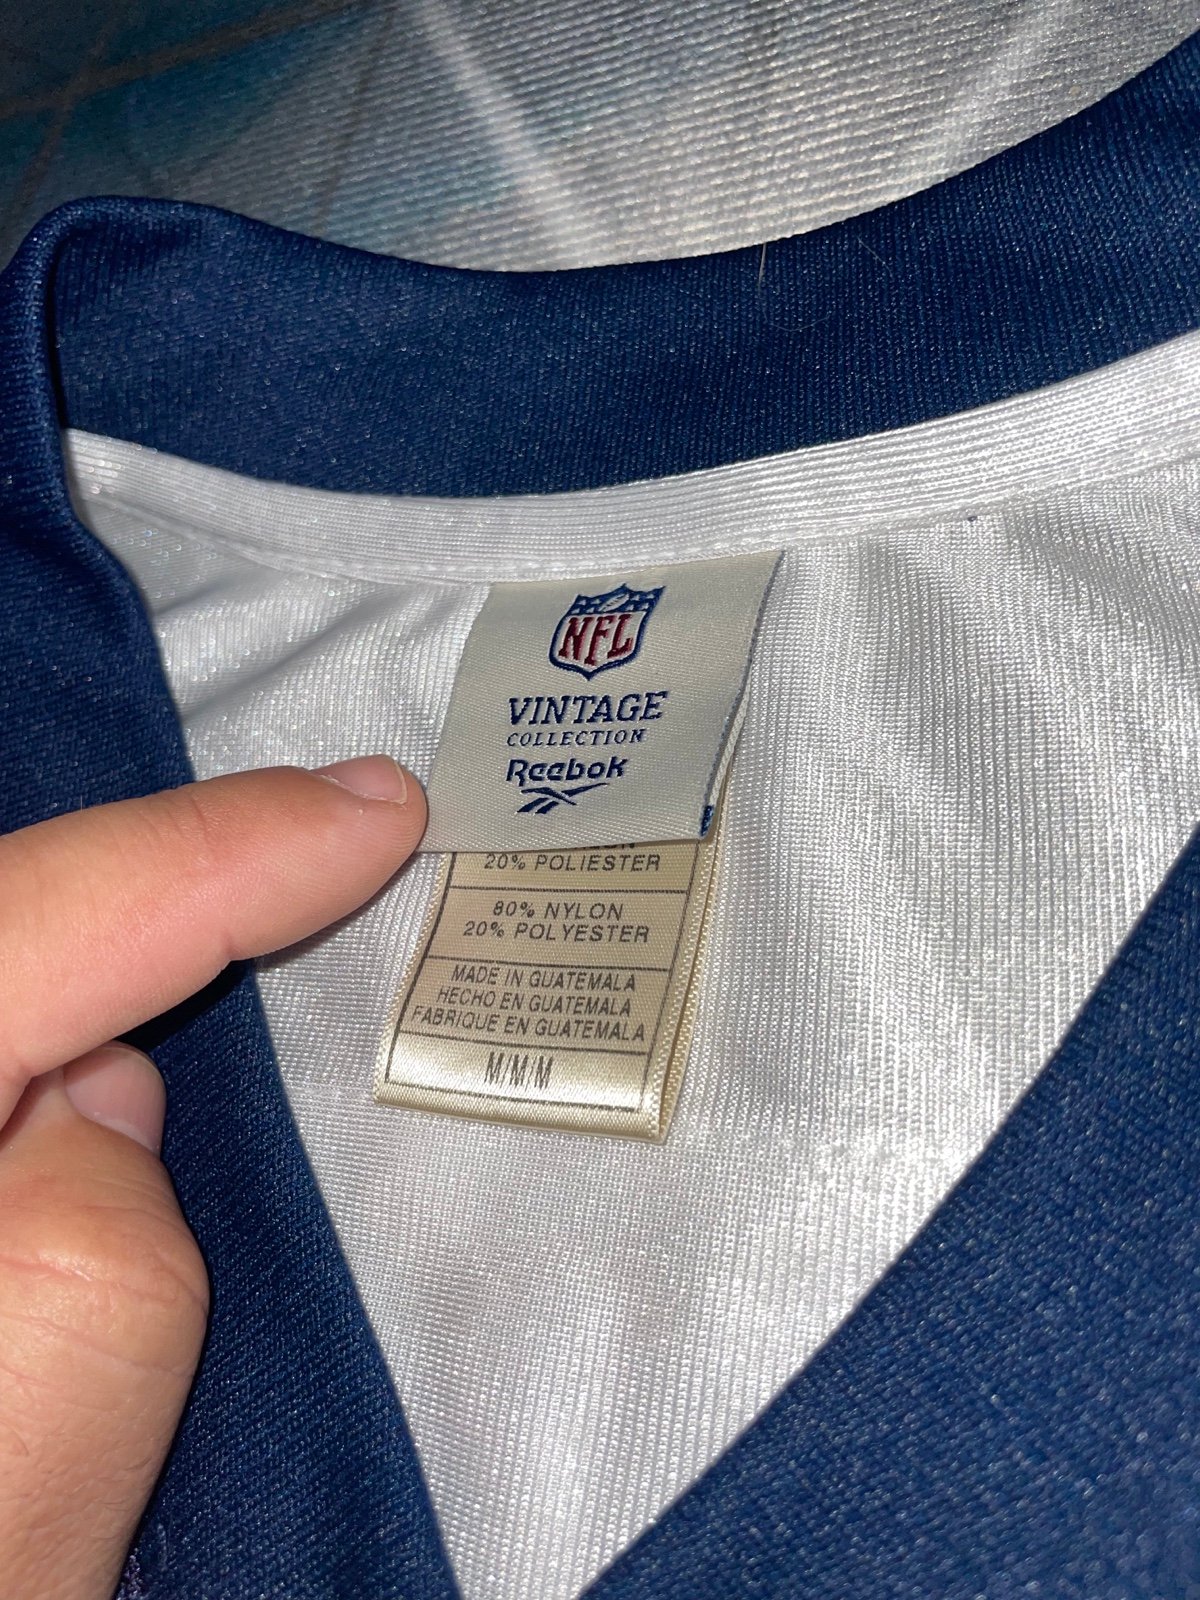 NFL
VINTAGE
COLLECTION
Reebok
20% POLIESTER
80% NYLON
20% POLYESTER
MADE IN GUATEMALA
HECHO EN GUATEMALA
FABRIQUE EN GUATEMALA
M/M/M